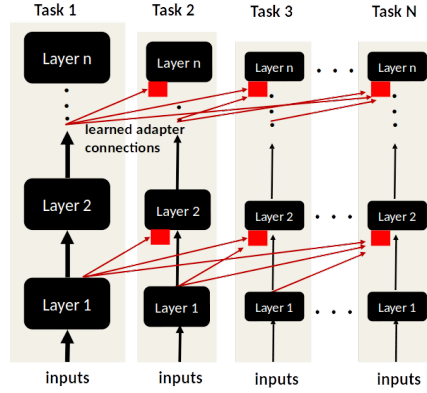 Task 1 Task 2 Task 3 Task N
Layer n Layer n Layer n Layer n
learned adapter
connections
Layer 2 Layer 2 Layer 2 Layer 2
Layer 1 Layer 1 Layer 1 Layer 1
inputs inputs inputs inputs